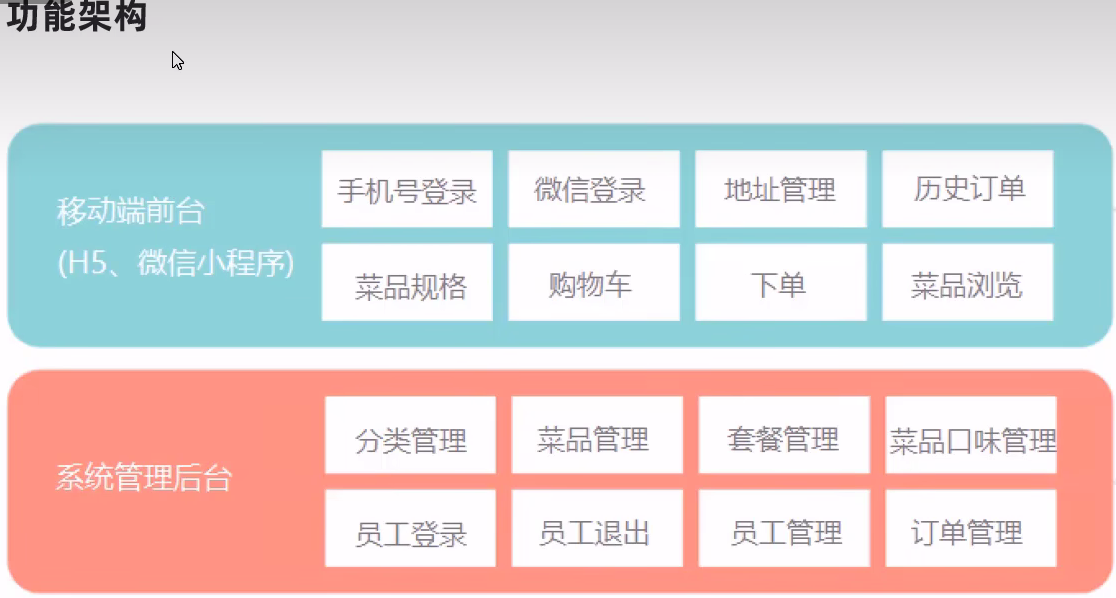 功能架构
移动端前台
(H5、微信小程序)
手机号登录 微信登录 地址管理 历史订单
菜品规格 购物车 下单 菜品浏览
系统管理后台
分类管理 菜品管理 套餐管理 菜品口味管理
员工登录 员工退出 员工管理 订单管理